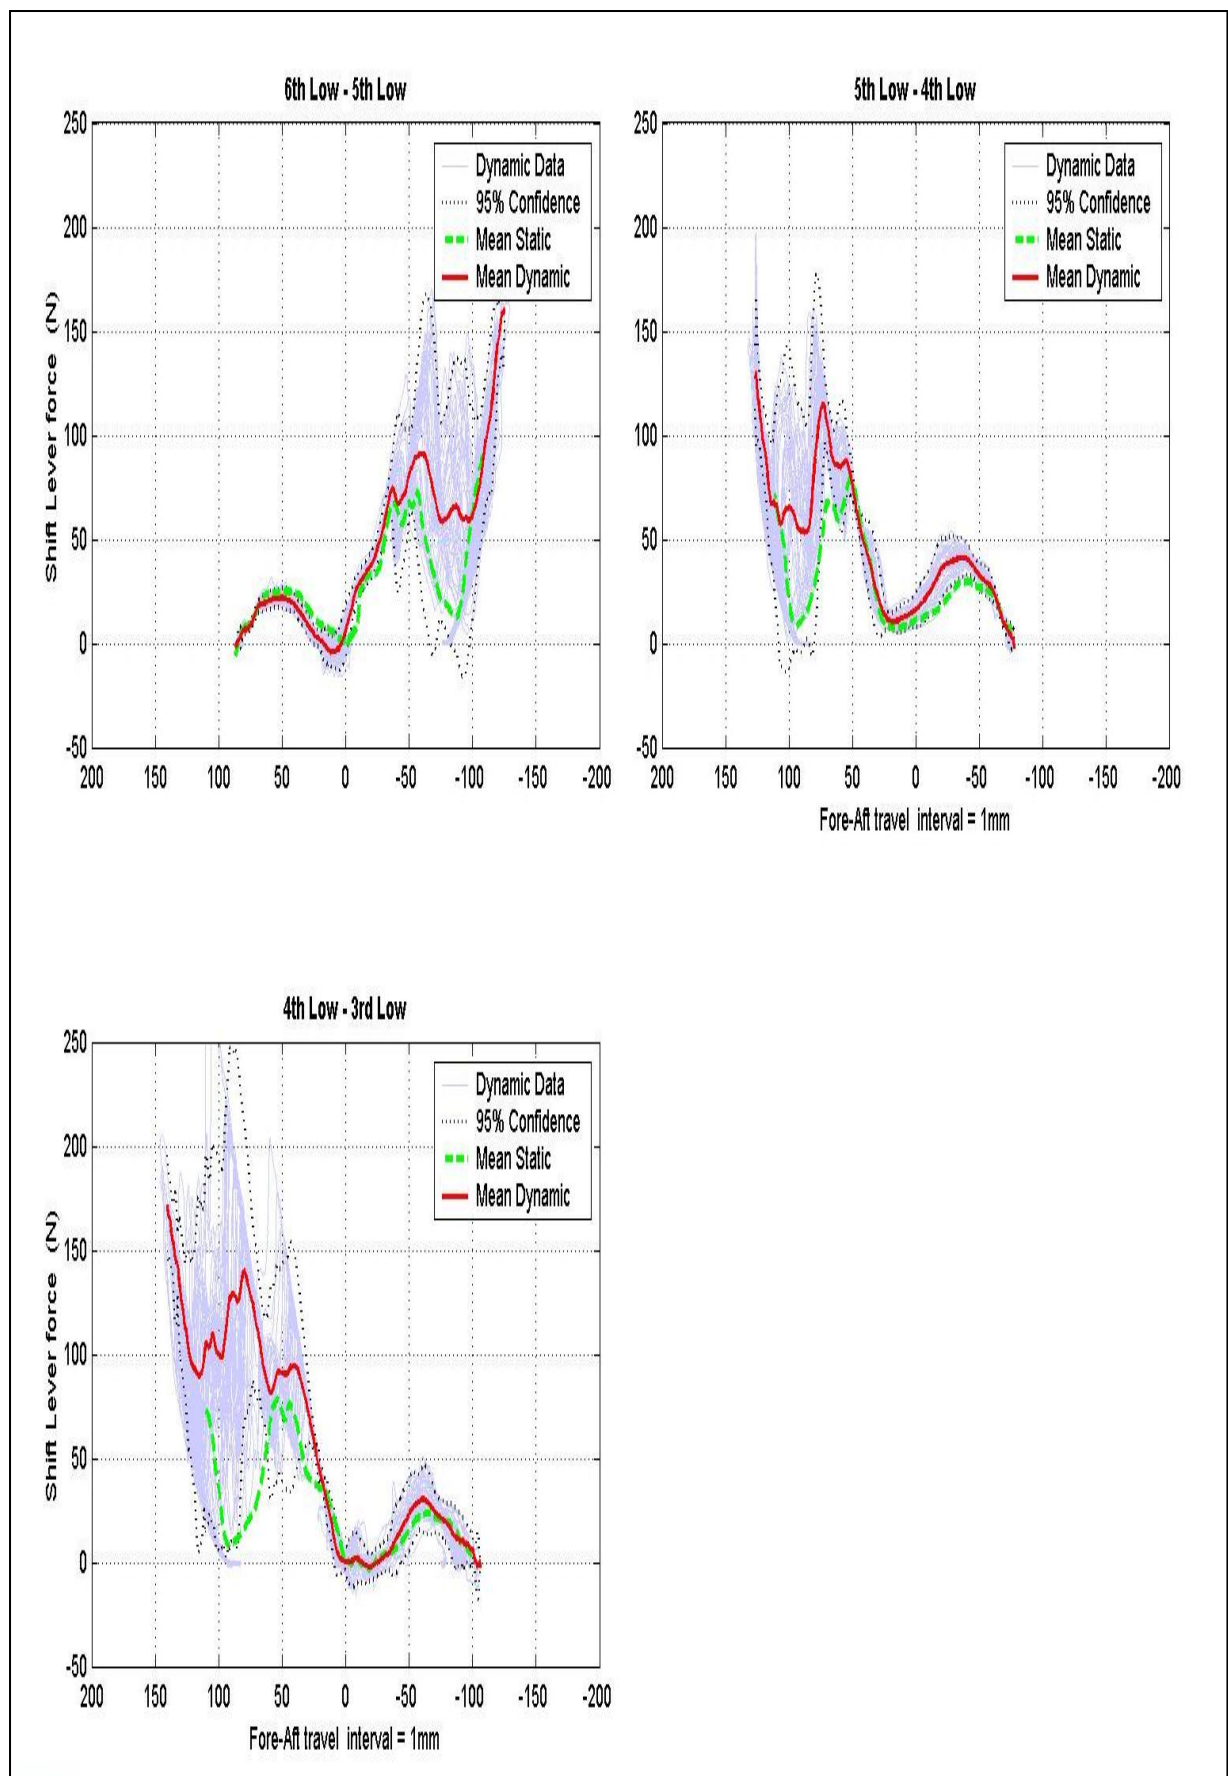 6th Low - 5th Low
250
200
150
100
50
0
-50
200 150 100 50 0 -50 -100 -150 -200
Shift Lever force (N)
Dynamic Data
95% Confidence
Mean Static
Mean Dynamic
5th Low - 4th Low
250
200
150
100
50
0
-50
200 150 100 50 0 -50 -100 -150 -200
Fore-Aft travel interval = 1mm
Dynamic Data
95% Confidence
Mean Static
Mean Dynamic
4th Low - 3rd Low
250
200
150
100
50
0
-50
200 150 100 50 0 -50 -100 -150 -200
Shift Lever force (N)
Fore-Aft travel interval = 1mm
Dynamic Data
95% Confidence
Mean Static
Mean Dynamic